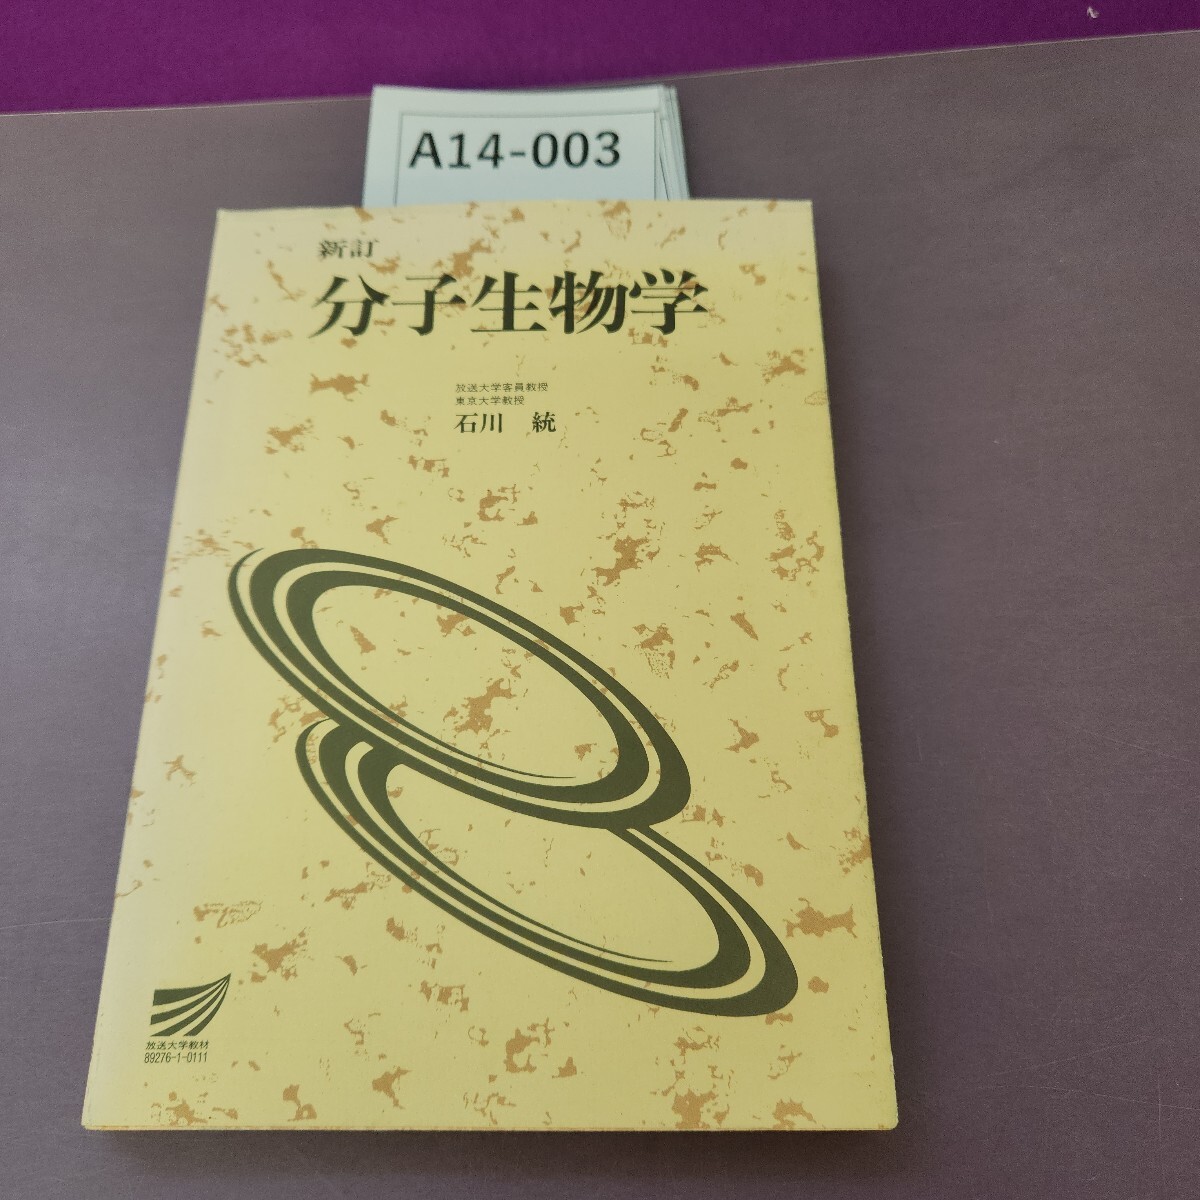 A14-003
新訂
分子生物学
放送大学客員教授
東京大学教授
石川 統
放送大学教材
89276-1-0111